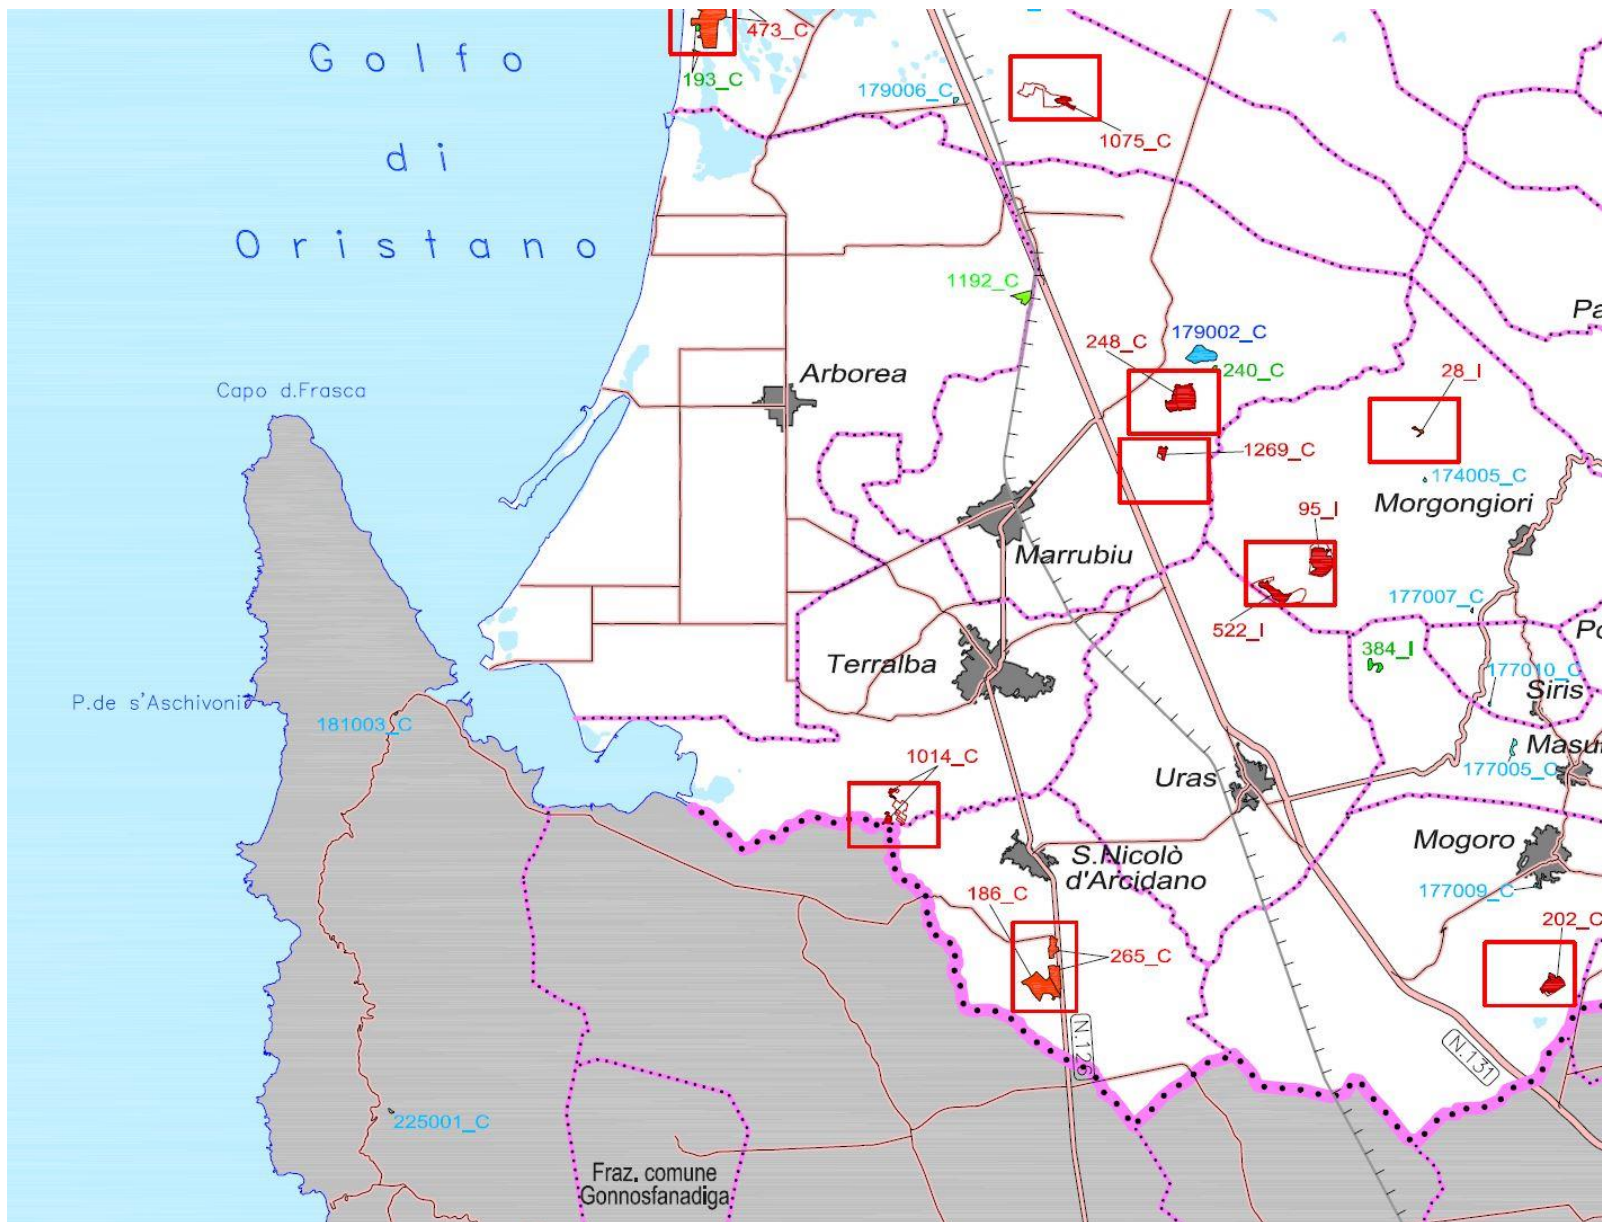 473_C
Golfo
193_C
179006_C
1075_C
di
Oristano
1192_C
Pa
179002_C
248_C
240_C
28_I
Arborea
Capo d.Frasca
1269_C
174005_C
Morgongiori
95_I
Marrubiu
177007_C
522_I
Po
384_I
Terralba
177010_C
Siris
P.de s'Aschivoni
181003_C
Masu
1014_C
177005_C
Uras
Mogoro
S.Nicolò
d'Arcidano
186_C
177009_C
202_C
265_C
N.126
N.131
225001_C
Fraz. comune
Gonnosfanadiga